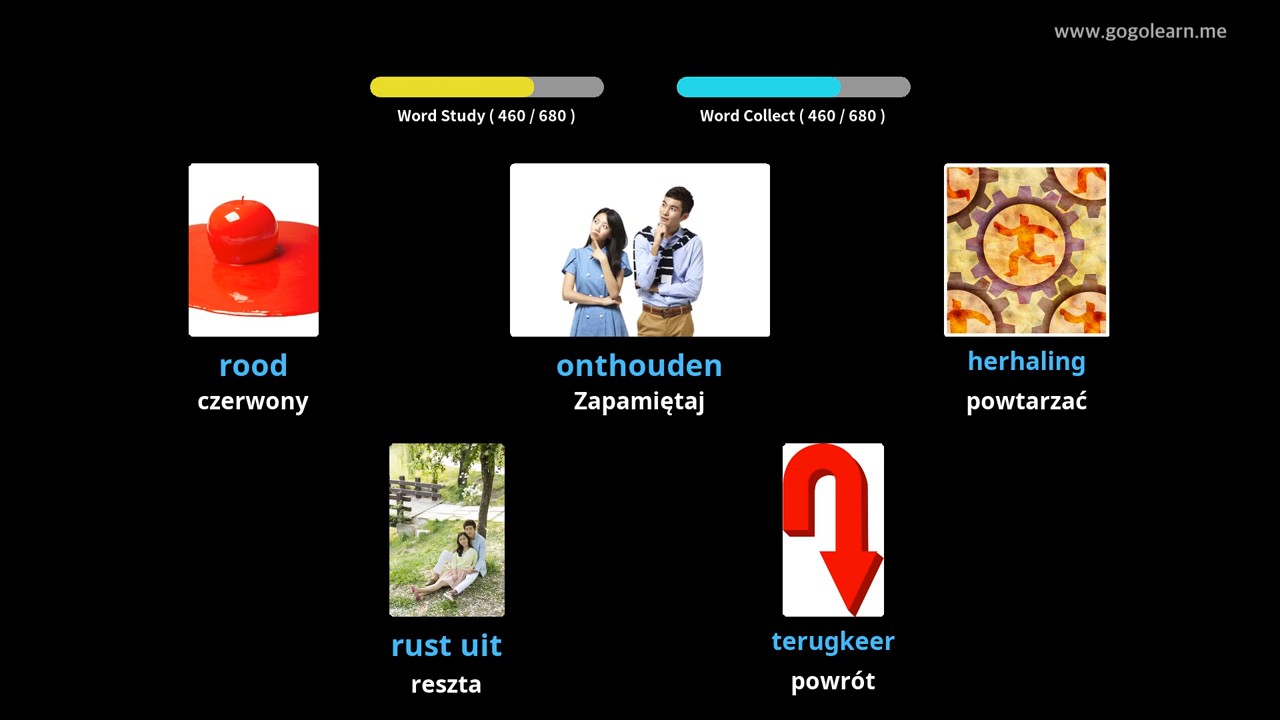 www.gogolearn.me
Word Study ( 460 / 680 )
Word Collect ( 460 / 680 )
rood
czerwony
onthouden
Zapamiętaj
herhaling
powtarzać
rust uit
reszta
terugkeer
powrót